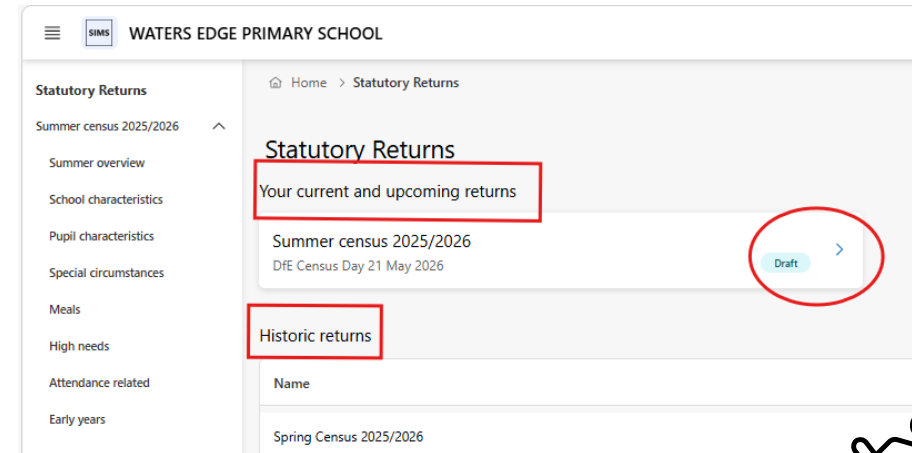 SIMS WATERS EDGE PRIMARY SCHOOL
Home > Statutory Returns
Statutory Returns
Summer census 2025/2026
Summer overview
School characteristics
Pupil characteristics
Special circumstances
Meals
High needs
Attendance related
Early years
Statutory Returns
Your current and upcoming returns
Summer census 2025/2026
DfE Census Day 21 May 2026
Draft
Historic returns
Name
Spring Census 2025/2026